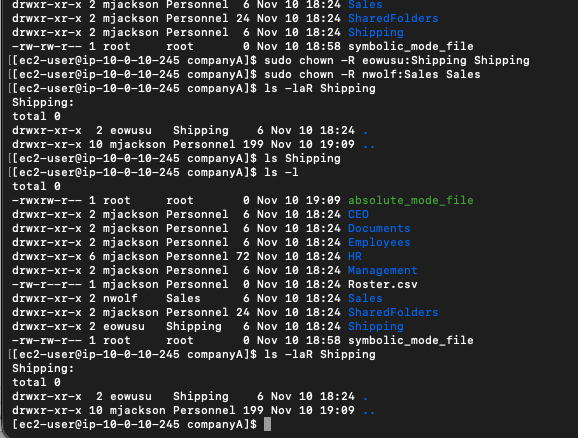 drwxr-xr-x 2 mjackson Personnel  6 Nov 10 18:24 Sales
drwxr-xr-x 2 mjackson Personnel 24 Nov 10 18:24 SharedFolders
drwxr-xr-x 2 mjackson Personnel  6 Nov 10 18:24 Shipping
-rw-rw-r-- 1 root     root       0 Nov 10 18:58 symbolic_mode_file
[[ec2-user@ip-10-0-10-245 companyA]$ sudo chown -R eowusu:Shipping Shipping
[[ec2-user@ip-10-0-10-245 companyA]$ sudo chown -R nwolf:Sales Sales
[[ec2-user@ip-10-0-10-245 companyA]$ ls -laR Shipping
Shipping:
total 0
drwxr-xr-x  2 eowusu   Shipping    6 Nov 10 18:24 .
drwxr-xr-x 10 mjackson Personnel 199 Nov 10 19:09 ..
[[ec2-user@ip-10-0-10-245 companyA]$ ls Shipping
[[ec2-user@ip-10-0-10-245 companyA]$ ls -l
total 0
-rwxrw-r-- 1 root     root       0 Nov 10 19:09 absolute_mode_file
drwxr-xr-x 2 mjackson Personnel  6 Nov 10 18:24 CEO
drwxr-xr-x 2 mjackson Personnel  6 Nov 10 18:24 Documents
drwxr-xr-x 2 mjackson Personnel  6 Nov 10 18:24 Employees
drwxr-xr-x 6 mjackson Personnel 72 Nov 10 18:24 HR
drwxr-xr-x 2 mjackson Personnel  6 Nov 10 18:24 Management
-rw-r--r-- 1 mjackson Personnel  0 Nov 10 18:24 Roster.csv
drwxr-xr-x 2 nwolf    Sales      6 Nov 10 18:24 Sales
drwxr-xr-x 2 mjackson Personnel 24 Nov 10 18:24 SharedFolders
drwxr-xr-x 2 eowusu   Shipping   6 Nov 10 18:24 Shipping
-rw-rw-r-- 1 root     root       0 Nov 10 18:58 symbolic_mode_file
[[ec2-user@ip-10-0-10-245 companyA]$ ls -laR Shipping
Shipping:
total 0
drwxr-xr-x  2 eowusu   Shipping    6 Nov 10 18:24 .
drwxr-xr-x 10 mjackson Personnel 199 Nov 10 19:09 ..
[ec2-user@ip-10-0-10-245 companyA]$